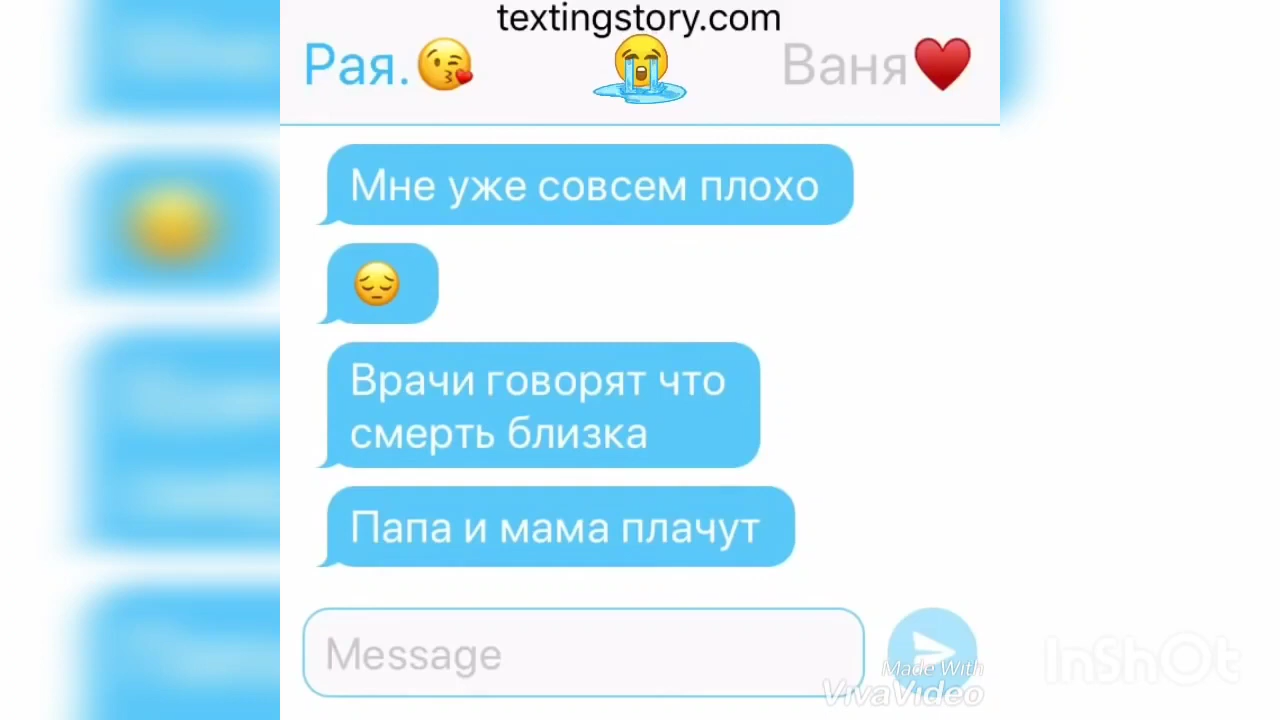 textingstory.com
Рая.😘 😭 Ваня♥️
Мне уже совсем плохо
😔
Врачи говорят что
смерть близка
Папа и мама плачут
Message
Made With
VivaVideo
InShOt